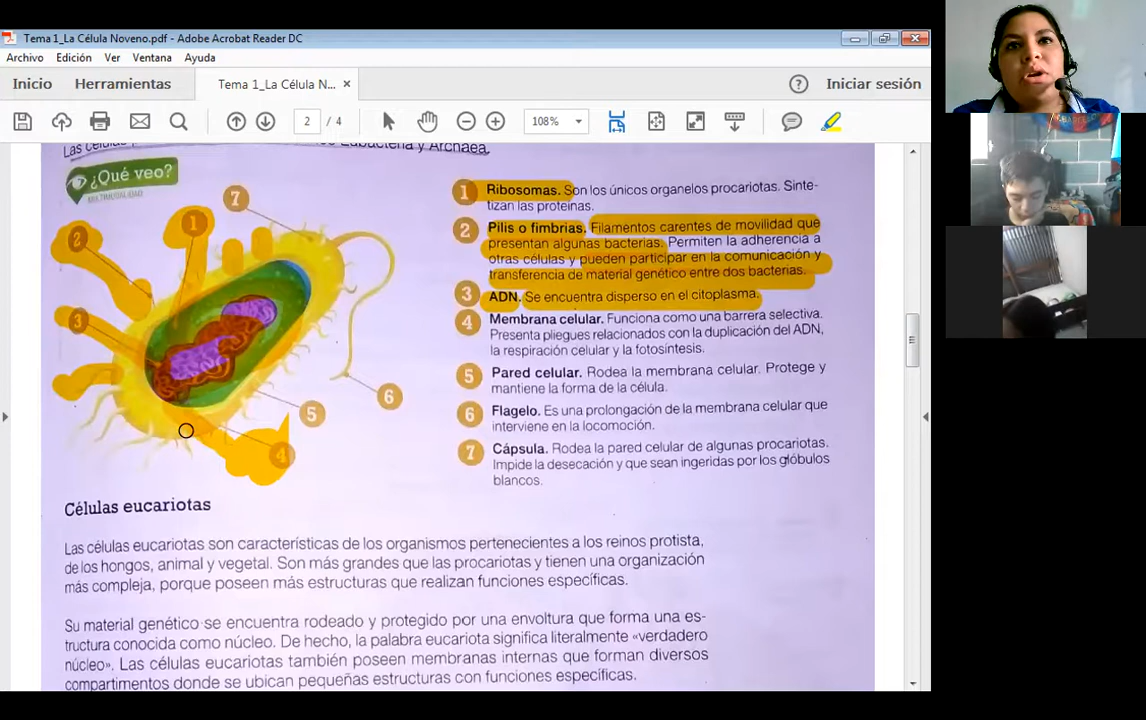 Tema 1_La Célula Noveno.pdf - Adobe Acrobat Reader DC
Archivo Edición Ver Ventana Ayuda
Inicio Herramientas Tema 1_La Célula N... × ? Iniciar sesión
2 / 4 108%
Archaea.
¿Qué veo?
1 Ribosomas. Son los únicos organelos procariotas. Sinte-
tizan las proteínas.
2 Pilis o fimbrias. Filamentos carentes de movilidad que
presentan algunas bacterias. Permiten la adherencia a
otras células y pueden participar en la comunicación y
transferencia de material genético entre dos bacterias.
3 ADN. Se encuentra disperso en el citoplasma.
4 Membrana celular. Funciona como una barrera selectiva.
Presenta pliegues relacionados con la duplicación del ADN,
la respiración celular y la fotosíntesis.
5 Pared celular. Rodea la membrana celular. Protege y
mantiene la forma de la célula.
6 Flagelo. Es una prolongación de la membrana celular que
interviene en la locomoción.
7 Cápsula. Rodea la pared celular de algunas procariotas.
Impide la desecación y que sean ingeridas por los glóbulos
blancos.
7
1
2
3
6
5
4
Células eucariotas
Las células eucariotas son características de los organismos pertenecientes a los reinos protista,
de los hongos, animal y vegetal. Son más grandes que las procariotas y tienen una organización
más compleja, porque poseen más estructuras que realizan funciones específicas.
Su material genético se encuentra rodeado y protegido por una envoltura que forma una es-
tructura conocida como núcleo. De hecho, la palabra eucariota significa literalmente «verdadero
núcleo». Las células eucariotas también poseen membranas internas que forman diversos
compartimentos donde se ubican pequeñas estructuras con funciones específicas.